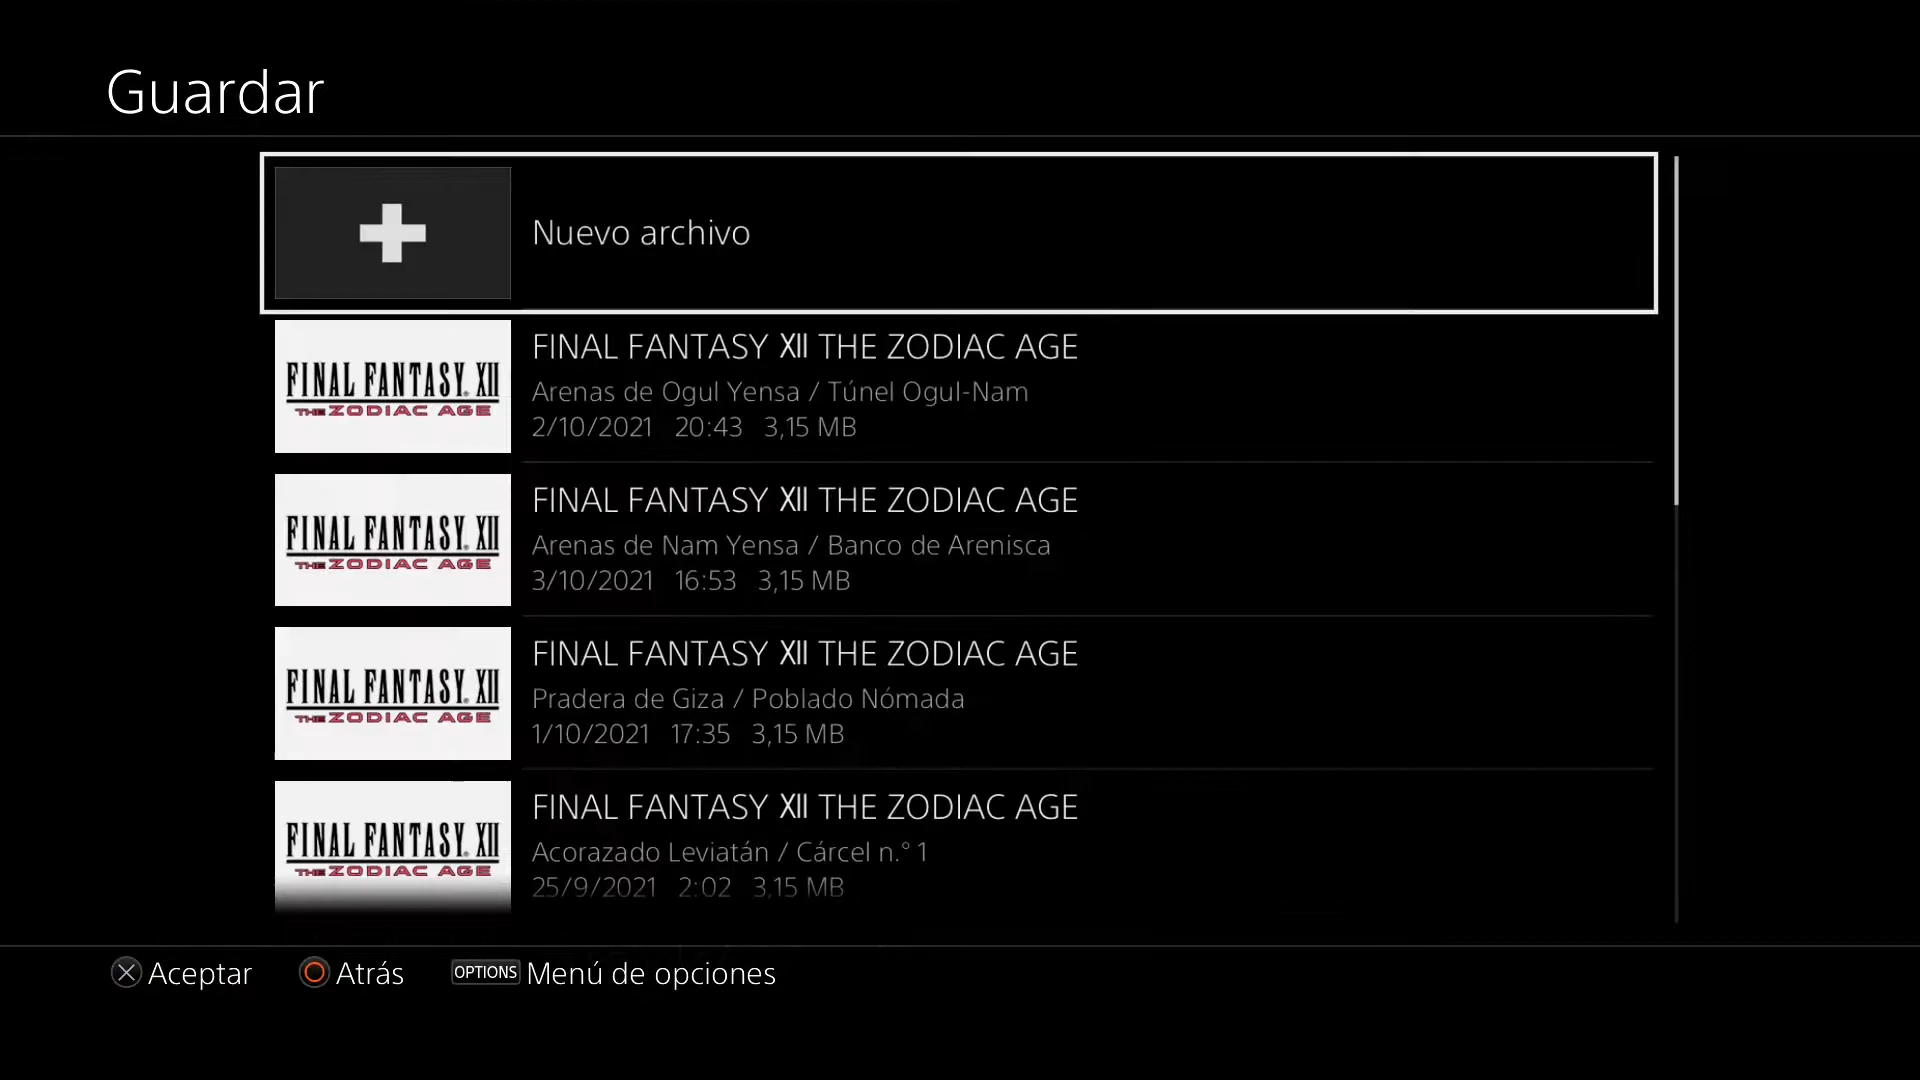 Guardar
Nuevo archivo
FINAL FANTASY XII
THE ZODIAC AGE
FINAL FANTASY XII THE ZODIAC AGE
Arenas de Ogul Yensa / Túnel Ogul-Nam
2/10/2021 20:43 3,15 MB
FINAL FANTASY XII
THE ZODIAC AGE
FINAL FANTASY XII THE ZODIAC AGE
Arenas de Nam Yensa / Banco de Arenisca
3/10/2021 16:53 3,15 MB
FINAL FANTASY XII
THE ZODIAC AGE
FINAL FANTASY XII THE ZODIAC AGE
Pradera de Giza / Poblado Nómada
1/10/2021 17:35 3,15 MB
FINAL FANTASY XII
THE ZODIAC AGE
FINAL FANTASY XII THE ZODIAC AGE
Acorazado Leviatán / Cárcel n.° 1
25/9/2021 2:02 3,15 MB
Aceptar Atrás OPTIONS Menú de opciones